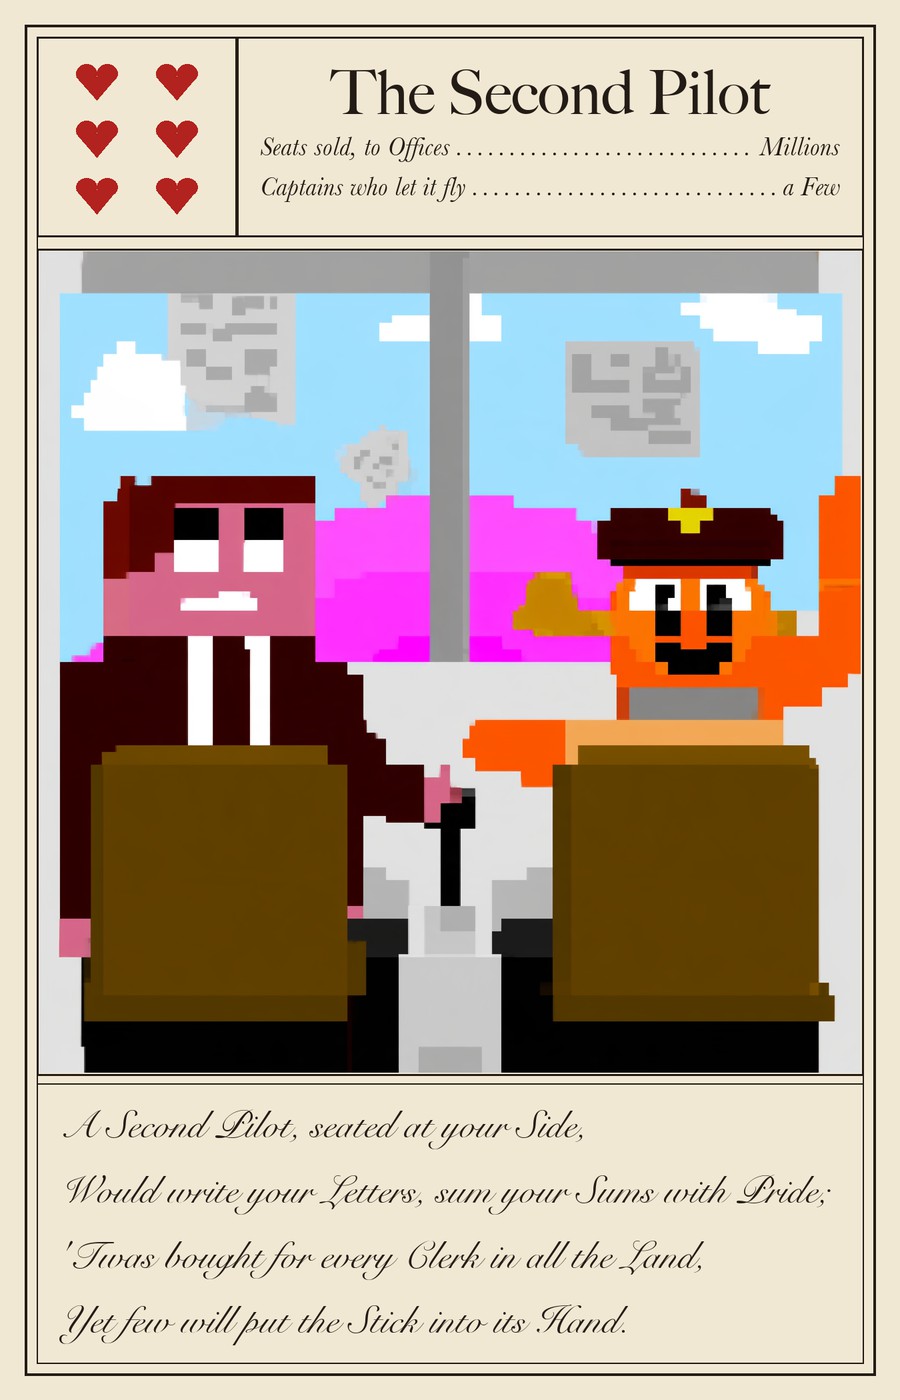 The Second Pilot
Seats sold, to Offices ............................ Millions
Captains who let it fly ............................. a Few
A Second Pilot, seated at your Side,
Would write your Letters, sum your Sums with Pride;
'Twas bought for every Clerk in all the Land,
Yet few will put the Stick into its Hand.